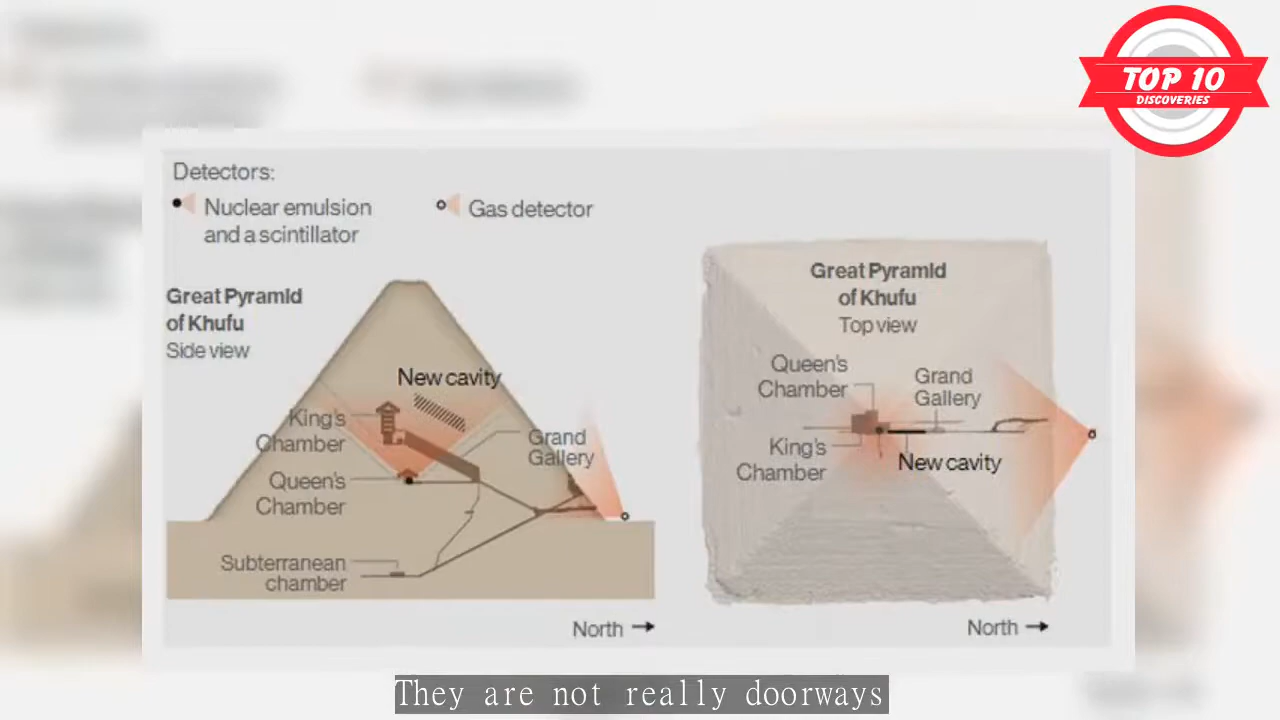 TOP 10
DISCOVERIES
Detectors:
Nuclear emulsion
and a scintillator
Gas detector
Great Pyramid
of Khufu
Side view
New cavity
King's
Chamber
Grand
Gallery
Queen's
Chamber
Subterranean
chamber
North
Great Pyramid
of Khufu
Top view
Queen's
Chamber
Grand
Gallery
King's
Chamber
New cavity
North
They are not really doorways